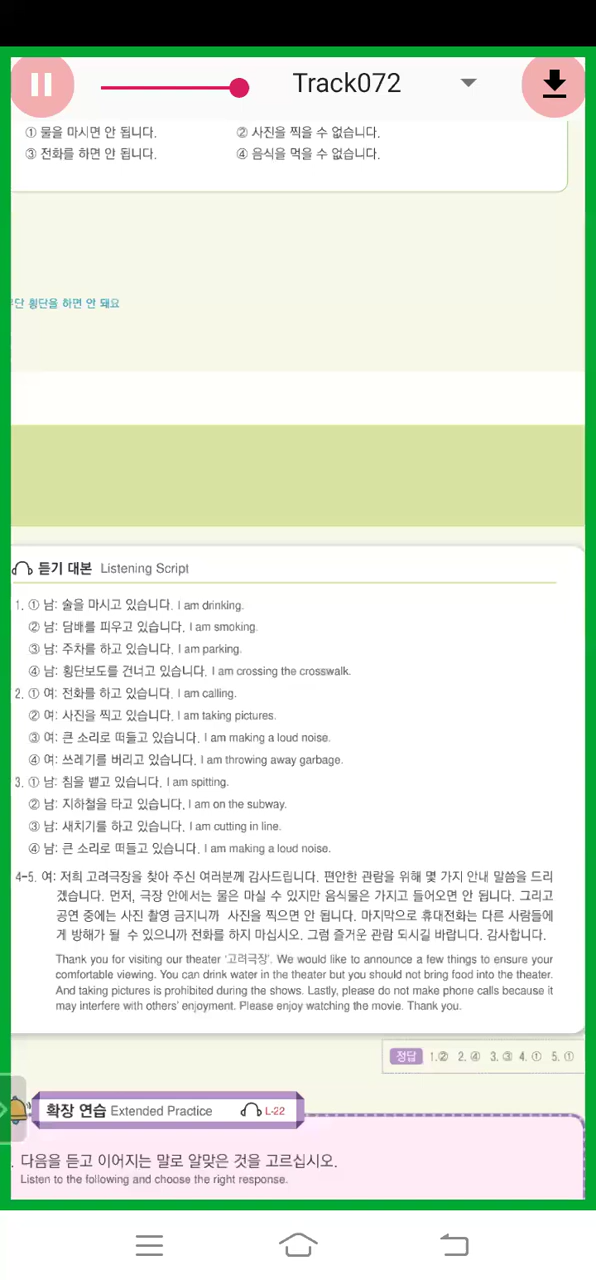 Track072
① 물을 마시면 안 됩니다. ② 사진을 찍을 수 없습니다.
③ 전화를 하면 안 됩니다. ④ 음식을 먹을 수 없습니다.
횡단을 하면 안 돼요
듣기 대본 Listening Script
1. ① 남: 술을 마시고 있습니다. I am drinking.
② 남: 담배를 피우고 있습니다. I am smoking.
③ 남: 주차를 하고 있습니다. I am parking.
④ 남: 횡단보도를 건너고 있습니다. I am crossing the crosswalk.
2. ① 여: 전화를 하고 있습니다. I am calling.
② 여: 사진을 찍고 있습니다. I am taking pictures.
③ 여: 큰 소리로 떠들고 있습니다. I am making a loud noise.
④ 여: 쓰레기를 버리고 있습니다. I am throwing away garbage.
3. ① 남: 침을 뱉고 있습니다. I am spitting.
② 남: 지하철을 타고 있습니다. I am on the subway.
③ 남: 새치기를 하고 있습니다. I am cutting in line.
④ 남: 큰 소리로 떠들고 있습니다. I am making a loud noise.
4-5. 여: 저희 고려극장을 찾아 주신 여러분께 감사드립니다. 편안한 관람을 위해 몇 가지 안내 말씀을 드리
겠습니다. 먼저, 극장 안에서는 물은 마실 수 있지만 음식물은 가지고 들어오면 안 됩니다. 그리고
공연 중에는 사진 촬영 금지니까 사진을 찍으면 안 됩니다. 마지막으로 휴대전화는 다른 사람들에
게 방해가 될 수 있으니까 전화를 하지 마십시오. 그럼 즐거운 관람 되시길 바랍니다. 감사합니다.
Thank you for visiting our theater '고려극장'. We would like to announce a few things to ensure your
comfortable viewing. You can drink water in the theater but you should not bring food into the theater.
And taking pictures is prohibited during the shows. Lastly, please do not make phone calls because it
may interfere with others' enjoyment. Please enjoy watching the movie. Thank you.
정답 1.② 2.④ 3.③ 4.① 5.①
확장 연습 Extended Practice L-22
다음을 듣고 이어지는 말로 알맞은 것을 고르십시오.
Listen to the following and choose the right response.